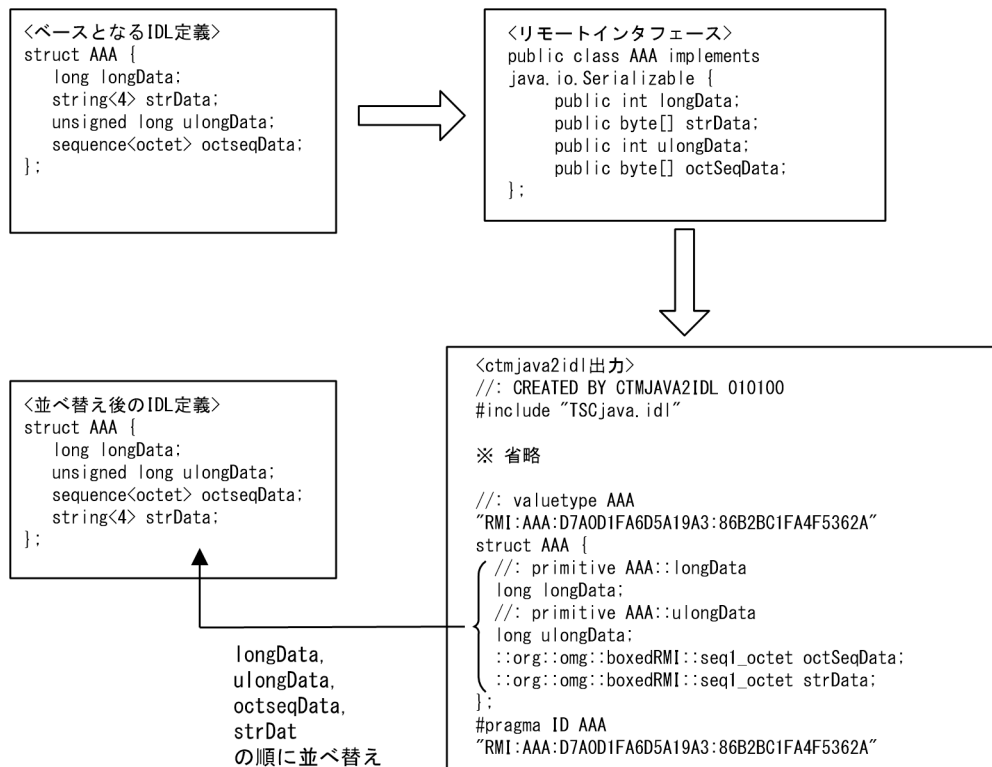 <ベースとなるIDL定義>
struct AAA {
long longData;
string<4> strData;
unsigned long ulongData;
sequence<octet> octseqData;
};
<リモートインタフェース>
public class AAA implements
java.io.Serializable {
public int longData;
public byte[] strData;
public int ulongData;
public byte[] octSeqData;
};
<ctmjava2idl出力>
//: CREATED BY CTMJAVA2IDL 010100
#include "TSCjava.idl"
※ 省略
//: valuetype AAA
"RMI:AAA:D7A0D1FA6D5A19A3:86B2BC1FA4F5362A"
struct AAA {
//: primitive AAA::longData
long longData;
//: primitive AAA::ulongData
long ulongData;
::org::omg::boxedRMI::seq1_octet octSeqData;
::org::omg::boxedRMI::seq1_octet strData;
};
#pragma ID AAA
"RMI:AAA:D7A0D1FA6D5A19A3:86B2BC1FA4F5362A"
<並べ替え後のIDL定義>
struct AAA {
long longData;
unsigned long ulongData;
sequence<octet> octseqData;
string<4> strData;
};
longData,
ulongData,
octseqData,
strDat
の順に並べ替え